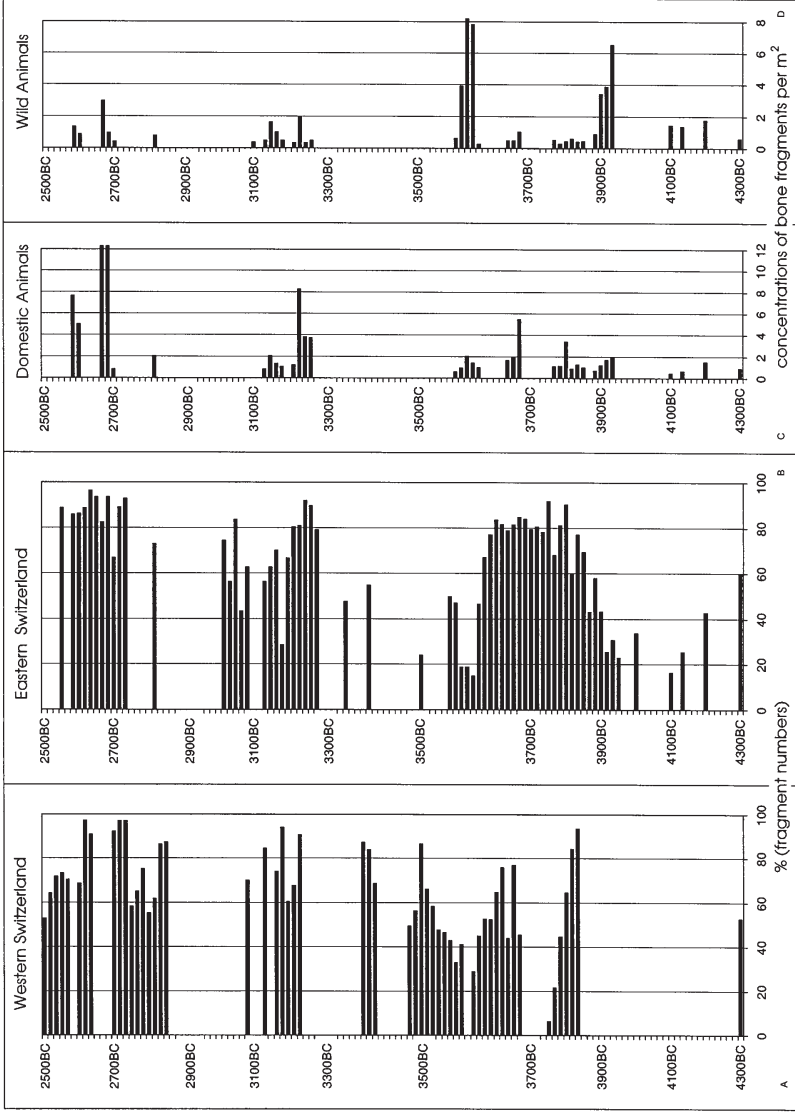 Western Switzerland
2500BC
2700BC
2900BC
3100BC
3300BC
3500BC
3700BC
3900BC
4100BC
4300BC
0
20
40
60
80
100
A
Eastern Switzerland
2500BC
2700BC
2900BC
3100BC
3300BC
3500BC
3700BC
3900BC
4100BC
4300BC
0
20
40
60
80
100
B
% (fragment numbers)
Domestic Animals
2500BC
2700BC
2900BC
3100BC
3300BC
3500BC
3700BC
3900BC
4100BC
4300BC
0
2
4
6
8
10
12
C
Wild Animals
2500BC
2700BC
2900BC
3100BC
3300BC
3500BC
3700BC
3900BC
4100BC
4300BC
0
2
4
6
8
D
concentrations of bone fragments per m²